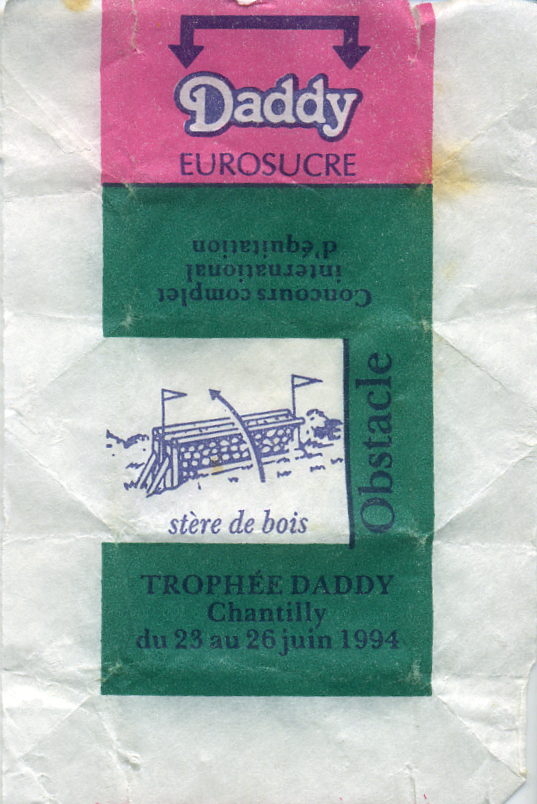 Daddy
EUROSUCRE
Concours complet
international
d'équitation
Obstacle
stère de bois
TROPHÉE DADDY
Chantilly
du 23 au 26 juin 1994